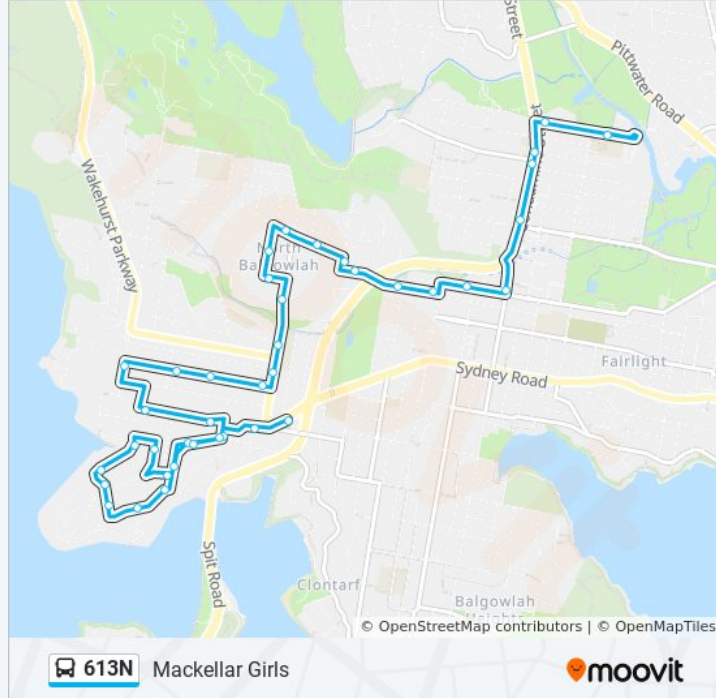 Street
Pittwater Road
Wakehurst Parkway
North
Balgowlah
Sydney Road
Fairlight
Spit Road
Clontarf
Balgowlah
Heights
© OpenStreetMap contributors | © OpenMapTiles
613N
Mackellar Girls
moovit